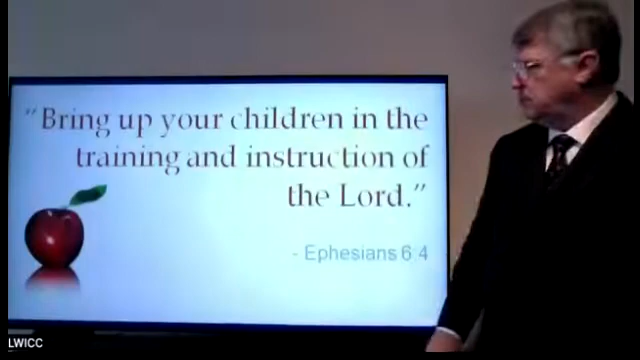 “Bring up your children in the
training and instruction of
the Lord.”
- Ephesians 6:4
LWICC